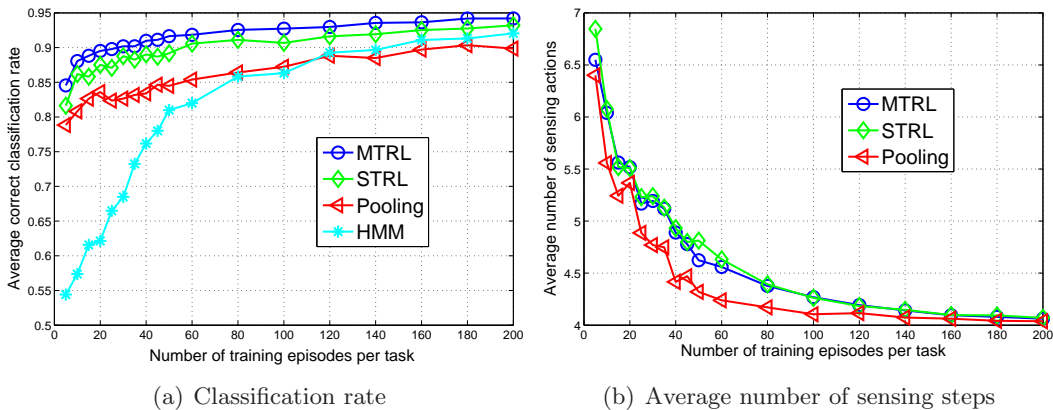 0.95
0.9
0.85
0.8
0.75
0.7
0.65
0.6
0.55
0.5
0 20 40 60 80 100 120 140 160 180 200
Average correct classification rate
Number of training episodes per task
MTRL
STRL
Pooling
HMM
(a) Classification rate
7
6.5
6
5.5
5
4.5
4
0 20 40 60 80 100 120 140 160 180 200
Average number of sensing actions
Number of training episodes per task
MTRL
STRL
Pooling
(b) Average number of sensing steps